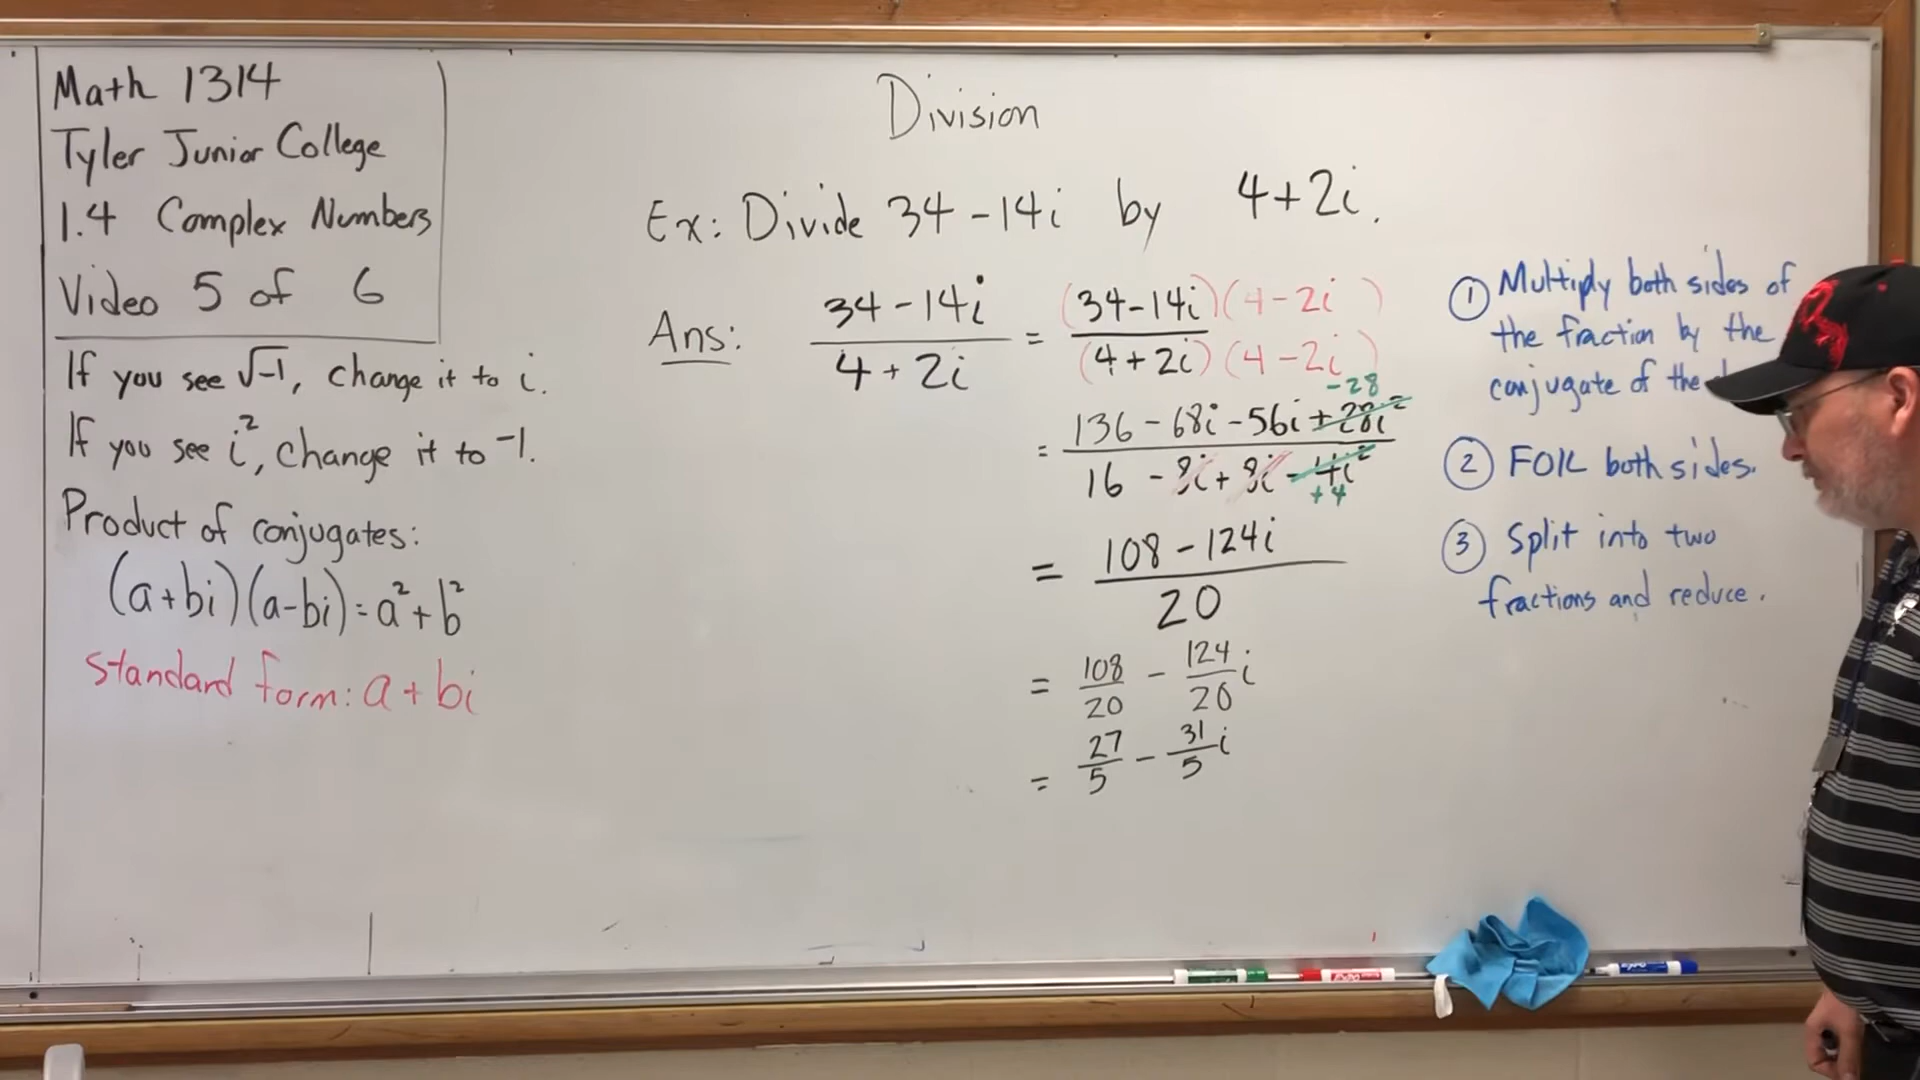 Math 1314
Tyler Junior College
1.4 Complex Numbers
Video 5 of 6
If you see √-1, change it to i.
If you see i², change it to -1.
Product of conjugates:
(a+bi)(a-bi)=a²+b²
standard form: a + bi
Division
Ex: Divide 34-14i by 4+2i.
Ans:
34-14i
4+2i
=
(34-14i)(4-2i)
(4+2i)(4-2i)
-28
= 136-68i-56i+28i²
16-8i+8i-4i²
+4
= 108-124i
20
= 108/20 - 124/20 i
= 27/5 - 31/5 i
① Multiply both sides of
the fraction by the
conjugate of the
② FOIL both sides.
③ Split into two
fractions and reduce.
EXPO